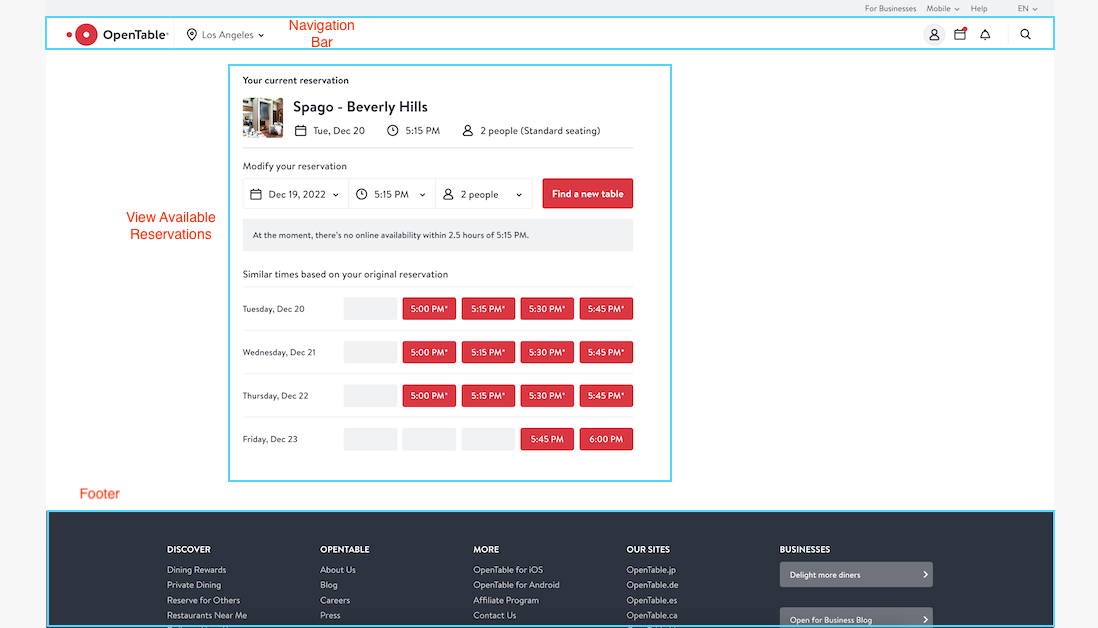 For Businesses Mobile Help EN
OpenTable Los Angeles
Navigation
Bar
Your current reservation
Spago - Beverly Hills
Tue, Dec 20 5:15 PM 2 people (Standard seating)
Modify your reservation
Dec 19, 2022 5:15 PM 2 people Find a new table
View Available
Reservations
At the moment, there's no online availability within 2.5 hours of 5:15 PM.
Similar times based on your original reservation
Tuesday, Dec 20 5:00 PM* 5:15 PM* 5:30 PM* 5:45 PM*
Wednesday, Dec 21 5:00 PM* 5:15 PM* 5:30 PM* 5:45 PM*
Thursday, Dec 22 5:00 PM* 5:15 PM* 5:30 PM* 5:45 PM*
Friday, Dec 23 5:45 PM 6:00 PM
Footer
DISCOVER OPENTABLE MORE OUR SITES BUSINESSES
Dining Rewards About Us OpenTable for iOS OpenTable.jp Delight more diners
Private Dining Blog OpenTable for Android OpenTable.de
Reserve for Others Careers Affiliate Program OpenTable.es
Restaurants Near Me Press Contact Us OpenTable.ca Open for Business Blog